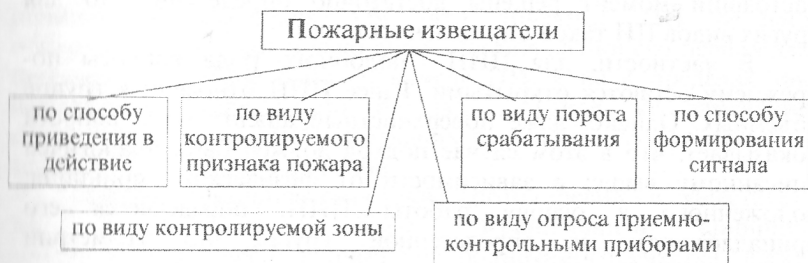 Пожарные извещатели
по способу
приведения в
действие
по виду
контролируемого
признака пожара
по виду порога
срабатывания
по способу
формирования
сигнала
по виду контролируемой зоны
по виду опроса приемно-
контрольными приборами